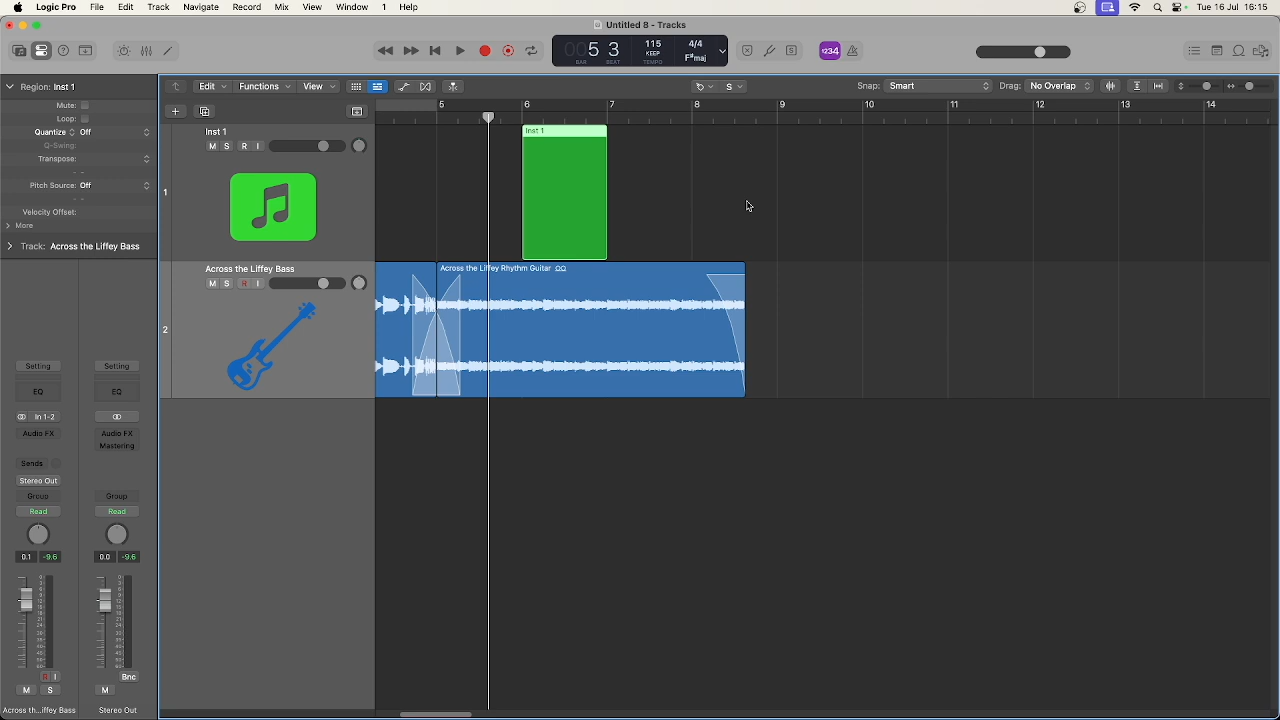 Logic Pro File Edit Track Navigate Record Mix View Window 1 Help Tue 16 Jul 16:15
Untitled 8 - Tracks
005 3 115 4/4
KEEP F♯maj
BAR BEAT TEMPO
1234
Region: Inst 1
Edit Functions View Snap: Smart Drag: No Overlap
Mute:
Loop:
Quantize Off
Q-Swing:
Transpose:
Pitch Source: Off
Velocity Offset:
More
Track: Across the Liffey Bass
5 6 7 8 9 10 11 12 13 14
1
Inst 1
M S R I
Inst 1
2
Across the Liffey Bass
M S R I
Across the Liffey Rhythm Guitar
Setting Setting
EQ EQ
In 1-2
Audio FX Audio FX
Mastering
Sends
Stereo Out
Group Group
Read Read
0.1 -9.6 0.0 -9.6
R I Bnc
M S M
Across th...iffey Bass Stereo Out